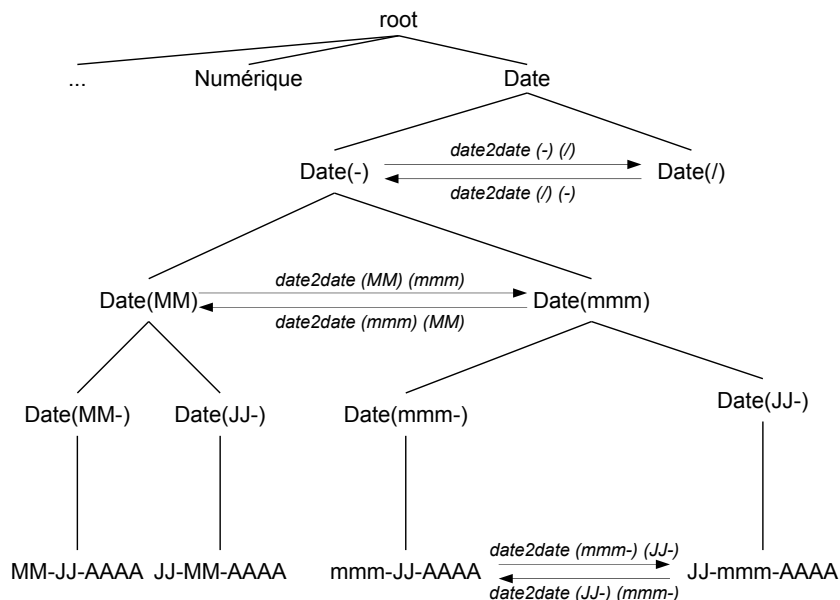 root
...
Numérique
Date
Date(-)
date2date (-) (/)
date2date (/) (-)
Date(/)
Date(MM)
date2date (MM) (mmm)
date2date (mmm) (MM)
Date(mmm)
Date(MM-)
Date(JJ-)
Date(mmm-)
Date(JJ-)
MM-JJ-AAAA
JJ-MM-AAAA
mmm-JJ-AAAA
date2date (mmm-) (JJ-)
date2date (JJ-) (mmm-)
JJ-mmm-AAAA